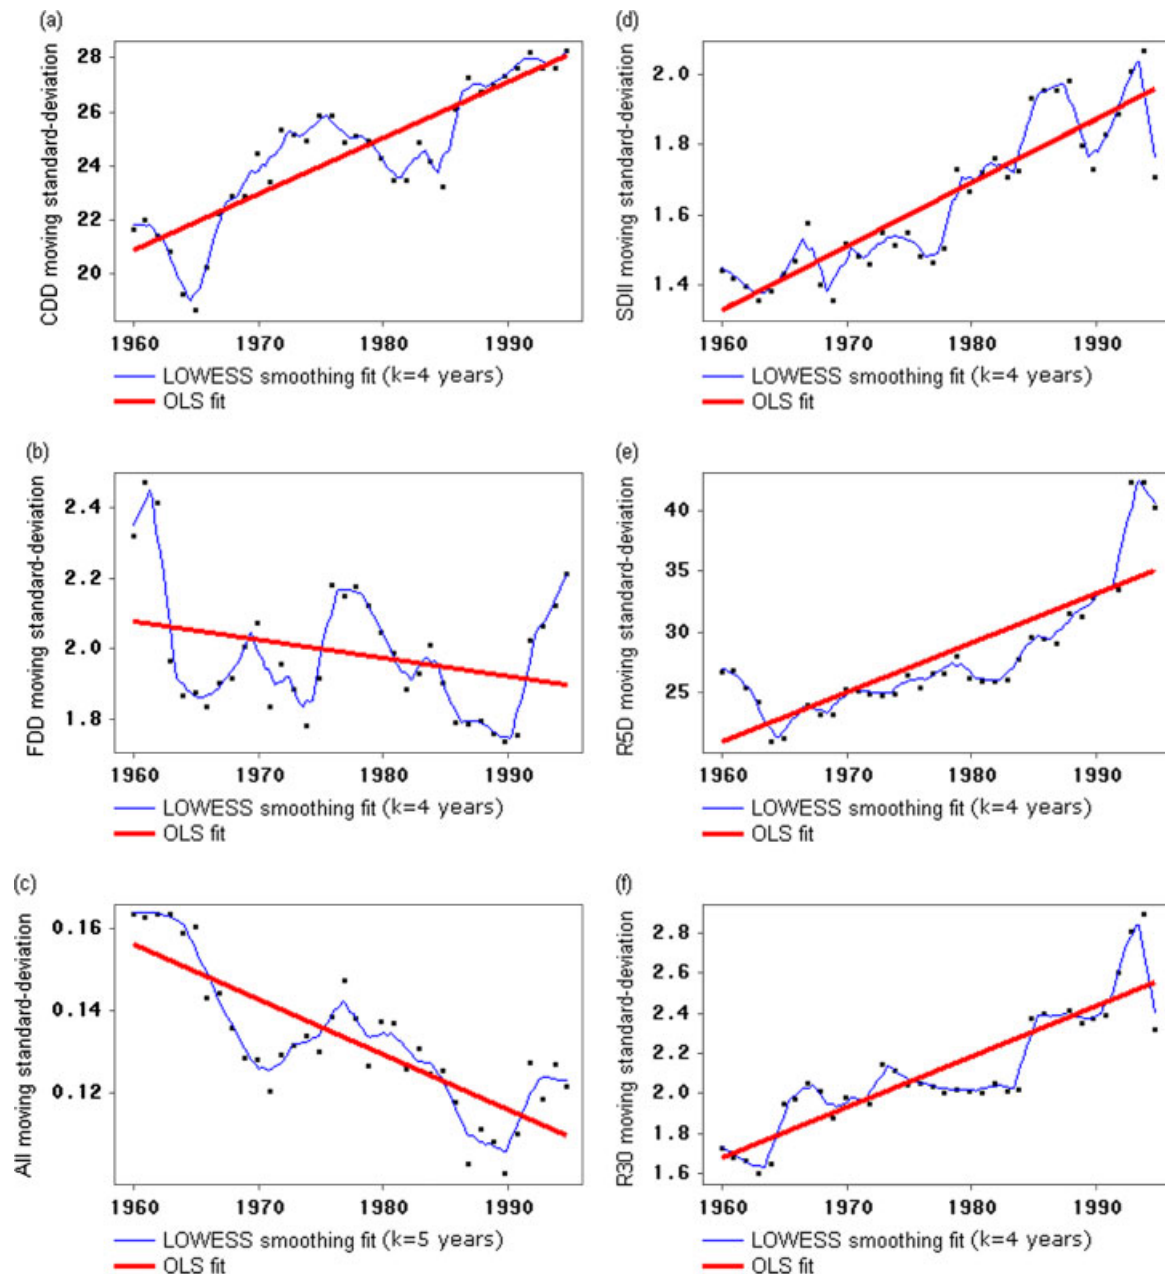 (a)
CDD moving standard-deviation
28
26
24
22
20
1960 1970 1980 1990
LOWESS smoothing fit (k=4 years)
OLS fit
(d)
SDII moving standard-deviation
2.0
1.8
1.6
1.4
1960 1970 1980 1990
LOWESS smoothing fit (k=4 years)
OLS fit
(b)
FDD moving standard-deviation
2.4
2.2
2.0
1.8
1960 1970 1980 1990
LOWESS smoothing fit (k=4 years)
OLS fit
(e)
R5D moving standard-deviation
40
35
30
25
1960 1970 1980 1990
LOWESS smoothing fit (k=4 years)
OLS fit
(c)
AII moving standard-deviation
0.16
0.14
0.12
1960 1970 1980 1990
LOWESS smoothing fit (k=5 years)
OLS fit
(f)
R30 moving standard-deviation
2.8
2.6
2.4
2.2
2.0
1.8
1.6
1960 1970 1980 1990
LOWESS smoothing fit (k=4 years)
OLS fit